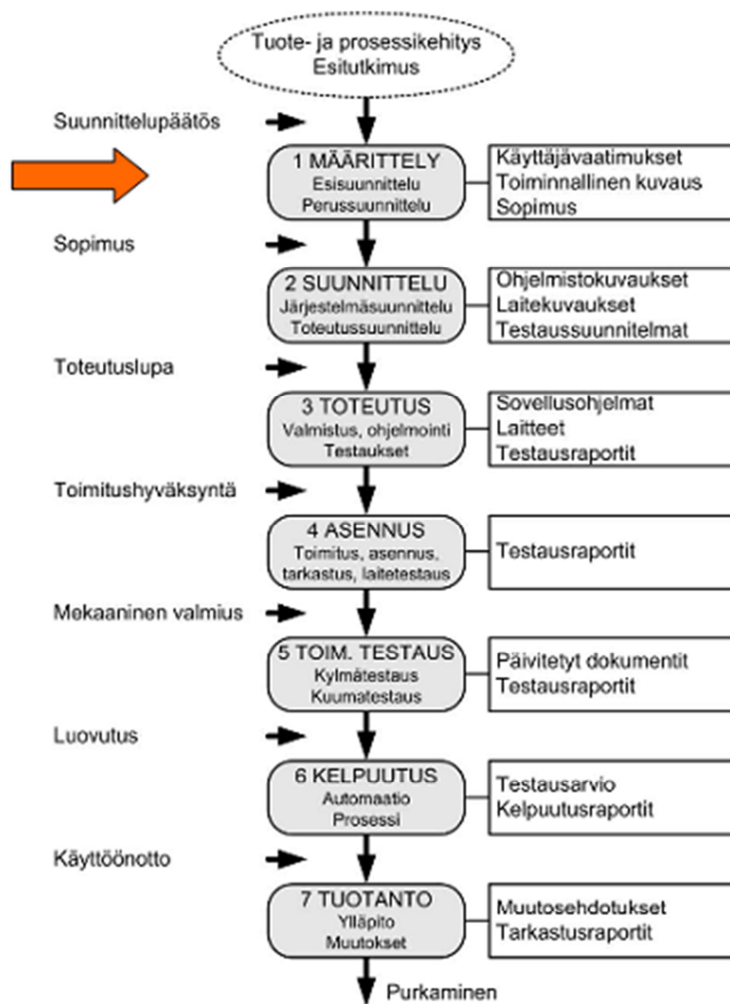 Tuote- ja prosessikehitys
Esitutkimus
Suunnittelupäätös
1 MÄÄRITTELY
Esisuunnittelu
Perussuunnittelu
Käyttäjävaatimukset
Toiminnallinen kuvaus
Sopimus
Sopimus
2 SUUNNITTELU
Järjestelmäsuunnittelu
Toteutussuunnittelu
Ohjelmistokuvaukset
Laitekuvaukset
Testaussuunnitelmat
Toteutuslupa
3 TOTEUTUS
Valmistus, ohjelmointi
Testaukset
Sovellusohjelmat
Laitteet
Testausraportit
Toimitushyväksyntä
4 ASENNUS
Toimitus, asennus,
tarkastus, laitetestaus
Testausraportit
Mekaaninen valmius
5 TOIM. TESTAUS
Kylmätestaus
Kuumatestaus
Päivitetyt dokumentit
Testausraportit
Luovutus
6 KELPUUTUS
Automaatio
Prosessi
Testausarvio
Kelpuutusraportit
Käyttöönotto
7 TUOTANTO
Ylläpito
Muutokset
Muutosehdotukset
Tarkastusraportit
Purkaminen